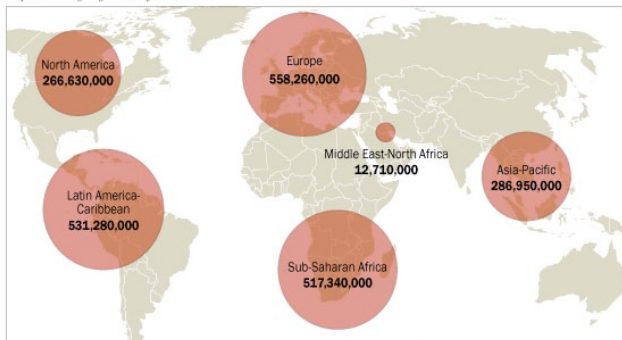 North America
266,630,000
Europe
558,260,000
Middle East-North Africa
12,710,000
Asia-Pacific
286,950,000
Latin America-
Caribbean
531,280,000
Sub-Saharan Africa
517,340,000